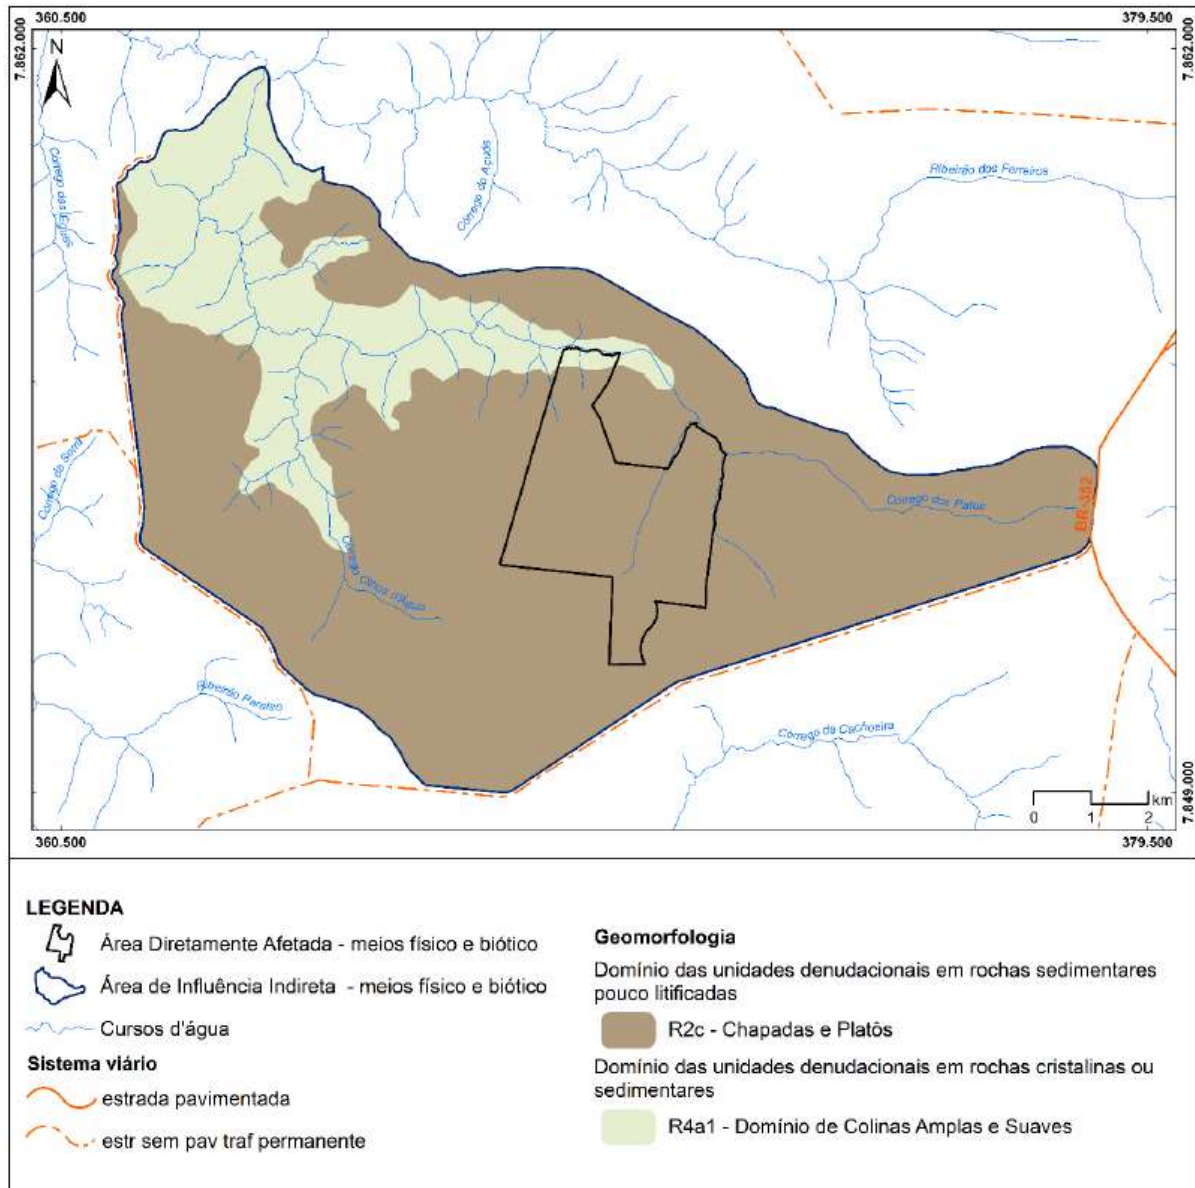 360.500
379.500
7.862.000
7.862.000
N
Córrego do Açude
Ribeirão dos Ferreiros
Córrego da Serra
Córrego dos Patos
BR-352
Córrego Olhos d'Água
Ribeirão Paraíso
Córrego da Cachoeira
km
0 1 2
7.849.000
360.500
379.500
LEGENDA
Área Diretamente Afetada - meios físico e biótico
Área de Influência Indireta - meios físico e biótico
Cursos d'água
Sistema viário
estrada pavimentada
estr sem pav traf permanente
Geomorfologia
Domínio das unidades denudacionais em rochas sedimentares
pouco litificadas
R2c - Chapadas e Platôs
Domínio das unidades denudacionais em rochas cristalinas ou
sedimentares
R4a1 - Domínio de Colinas Amplas e Suaves